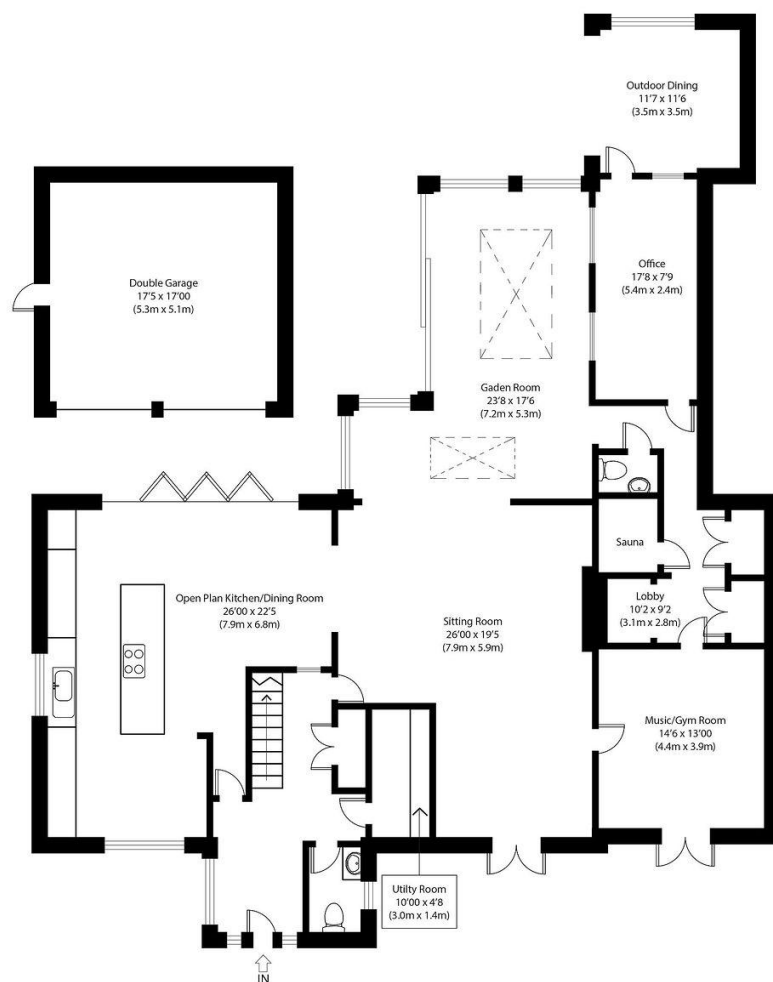 Outdoor Dining
11'7 x 11'6
(3.5m x 3.5m)
Double Garage
17'5 x 17'00
(5.3m x 5.1m)
Office
17'8 x 7'9
(5.4m x 2.4m)
Gaden Room
23'8 x 17'6
(7.2m x 5.3m)
Sauna
Open Plan Kitchen/Dining Room
26'00 x 22'5
(7.9m x 6.8m)
Sitting Room
26'00 x 19'5
(7.9m x 5.9m)
Lobby
10'2 x 9'2
(3.1m x 2.8m)
Music/Gym Room
14'6 x 13'00
(4.4m x 3.9m)
Utilty Room
10'00 x 4'8
(3.0m x 1.4m)
IN